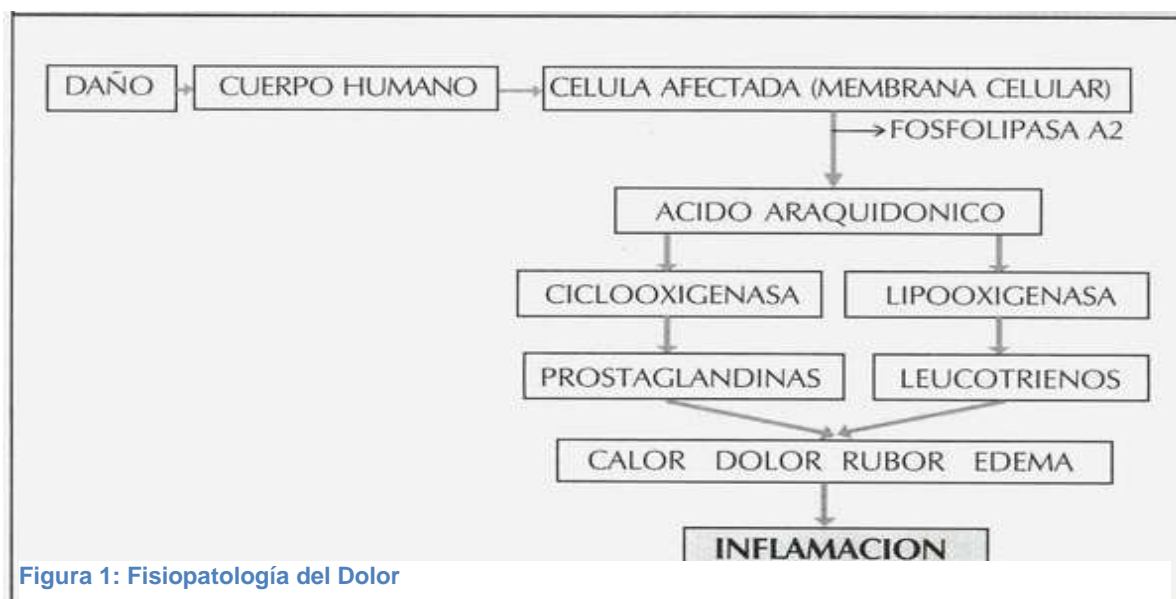 DAÑO CUERPO HUMANO CELULA AFECTADA (MEMBRANA CELULAR)
FOSFOLIPASA A2
ACIDO ARAQUIDONICO
CICLOOXIGENASA LIPOOXIGENASA
PROSTAGLANDINAS LEUCOTRIENOS
CALOR DOLOR RUBOR EDEMA
INFLAMACION
Figura 1: Fisiopatología del Dolor